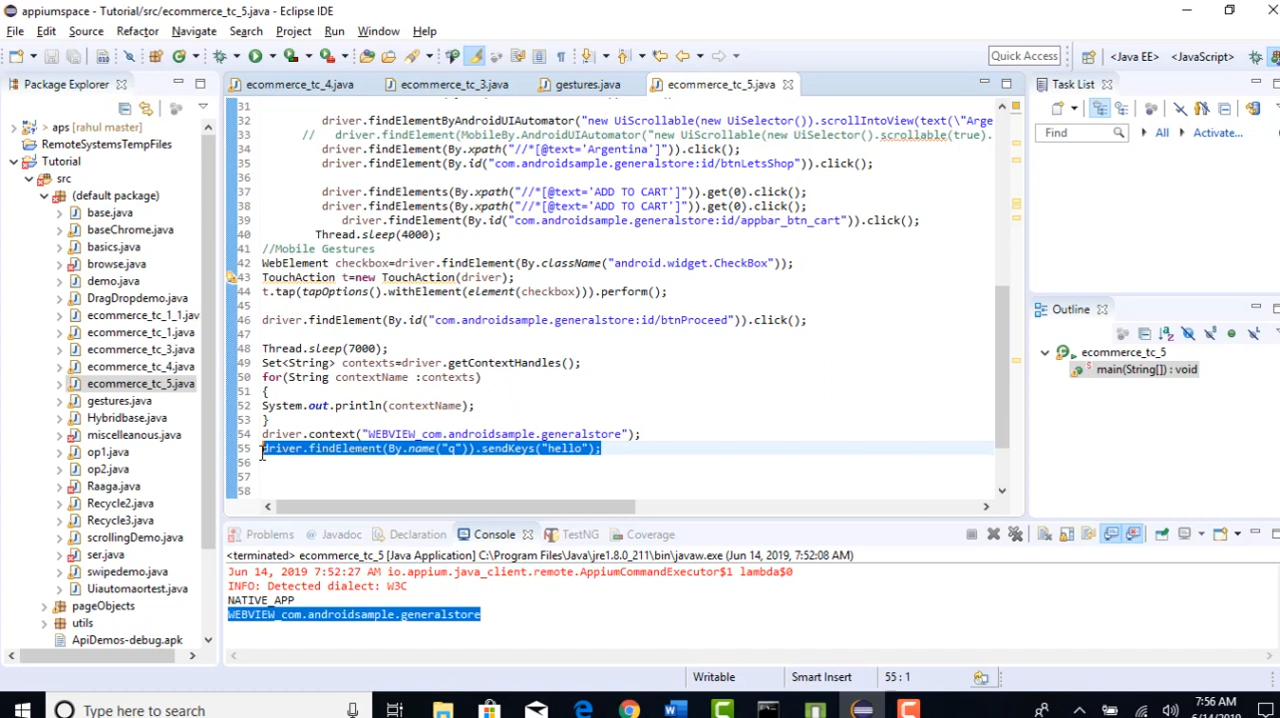 appiumspace - Tutorial/src/ecommerce_tc_5.java - Eclipse IDE
File Edit Source Refactor Navigate Search Project Run Window Help
Quick Access
<Java EE>
<JavaScript>
Package Explorer
ecommerce_tc_4.java
ecommerce_tc_3.java
gestures.java
ecommerce_tc_5.java
Task List
Find
All
Activate...
aps (rahul master)
RemoteSystemsTempFiles
Tutorial
src
(default package)
base.java
baseChrome.java
basics.java
browse.java
demo.java
DragDropdemo.java
ecommerce_tc_1_1.jav
ecommerce_tc_1.java
ecommerce_tc_3.java
ecommerce_tc_4.java
ecommerce_tc_5.java
gestures.java
Hybridbase.java
miscelleanous.java
op1.java
op2.java
Raaga.java
Recycle2.java
Recycle3.java
scrollingDemo.java
ser.java
swipedemo.java
Uiautomaortest.java
pageObjects
utils
ApiDemos-debug.apk
31
32 driver.findElementByAndroidUIAutomator("new UiScrollable(new UiSelector()).scrollIntoView(text(\"Arge
33 // driver.findElement(MobileBy.AndroidUIAutomator("new UiScrollable(new UiSelector().scrollable(true).
34 driver.findElement(By.xpath("//*[@text='Argentina']")).click();
35 driver.findElement(By.id("com.androidsample.generalstore:id/btnLetsShop")).click();
36
37 driver.findElements(By.xpath("//*[@text='ADD TO CART']")).get(0).click();
38 driver.findElements(By.xpath("//*[@text='ADD TO CART']")).get(0).click();
39 driver.findElement(By.id("com.androidsample.generalstore:id/appbar_btn_cart")).click();
40 Thread.sleep(4000);
41 //Mobile Gestures
42 WebElement checkbox=driver.findElement(By.className("android.widget.CheckBox"));
43 TouchAction t=new TouchAction(driver);
44 t.tap(tapOptions().withElement(element(checkbox))).perform();
45
46 driver.findElement(By.id("com.androidsample.generalstore:id/btnProceed")).click();
47
48 Thread.sleep(7000);
49 Set<String> contexts=driver.getContextHandles();
50 for(String contextName :contexts)
51 {
52 System.out.println(contextName);
53 }
54 driver.context("WEBVIEW_com.androidsample.generalstore");
55 driver.findElement(By.name("q")).sendKeys("hello");
56
57
58
Outline
ecommerce_tc_5
main(String[]) : void
Problems
Javadoc
Declaration
Console
TestNG
Coverage
<terminated> ecommerce_tc_5 [Java Application] C:\Program Files\Java\jre1.8.0_211\bin\javaw.exe (Jun 14, 2019, 7:52:08 AM)
Jun 14, 2019 7:52:27 AM io.appium.java_client.remote.AppiumCommandExecutor$1 lambda$0
INFO: Detected dialect: W3C
NATIVE_APP
WEBVIEW_com.androidsample.generalstore
Writable
Smart Insert
55 : 1
Type here to search
7:56 AM